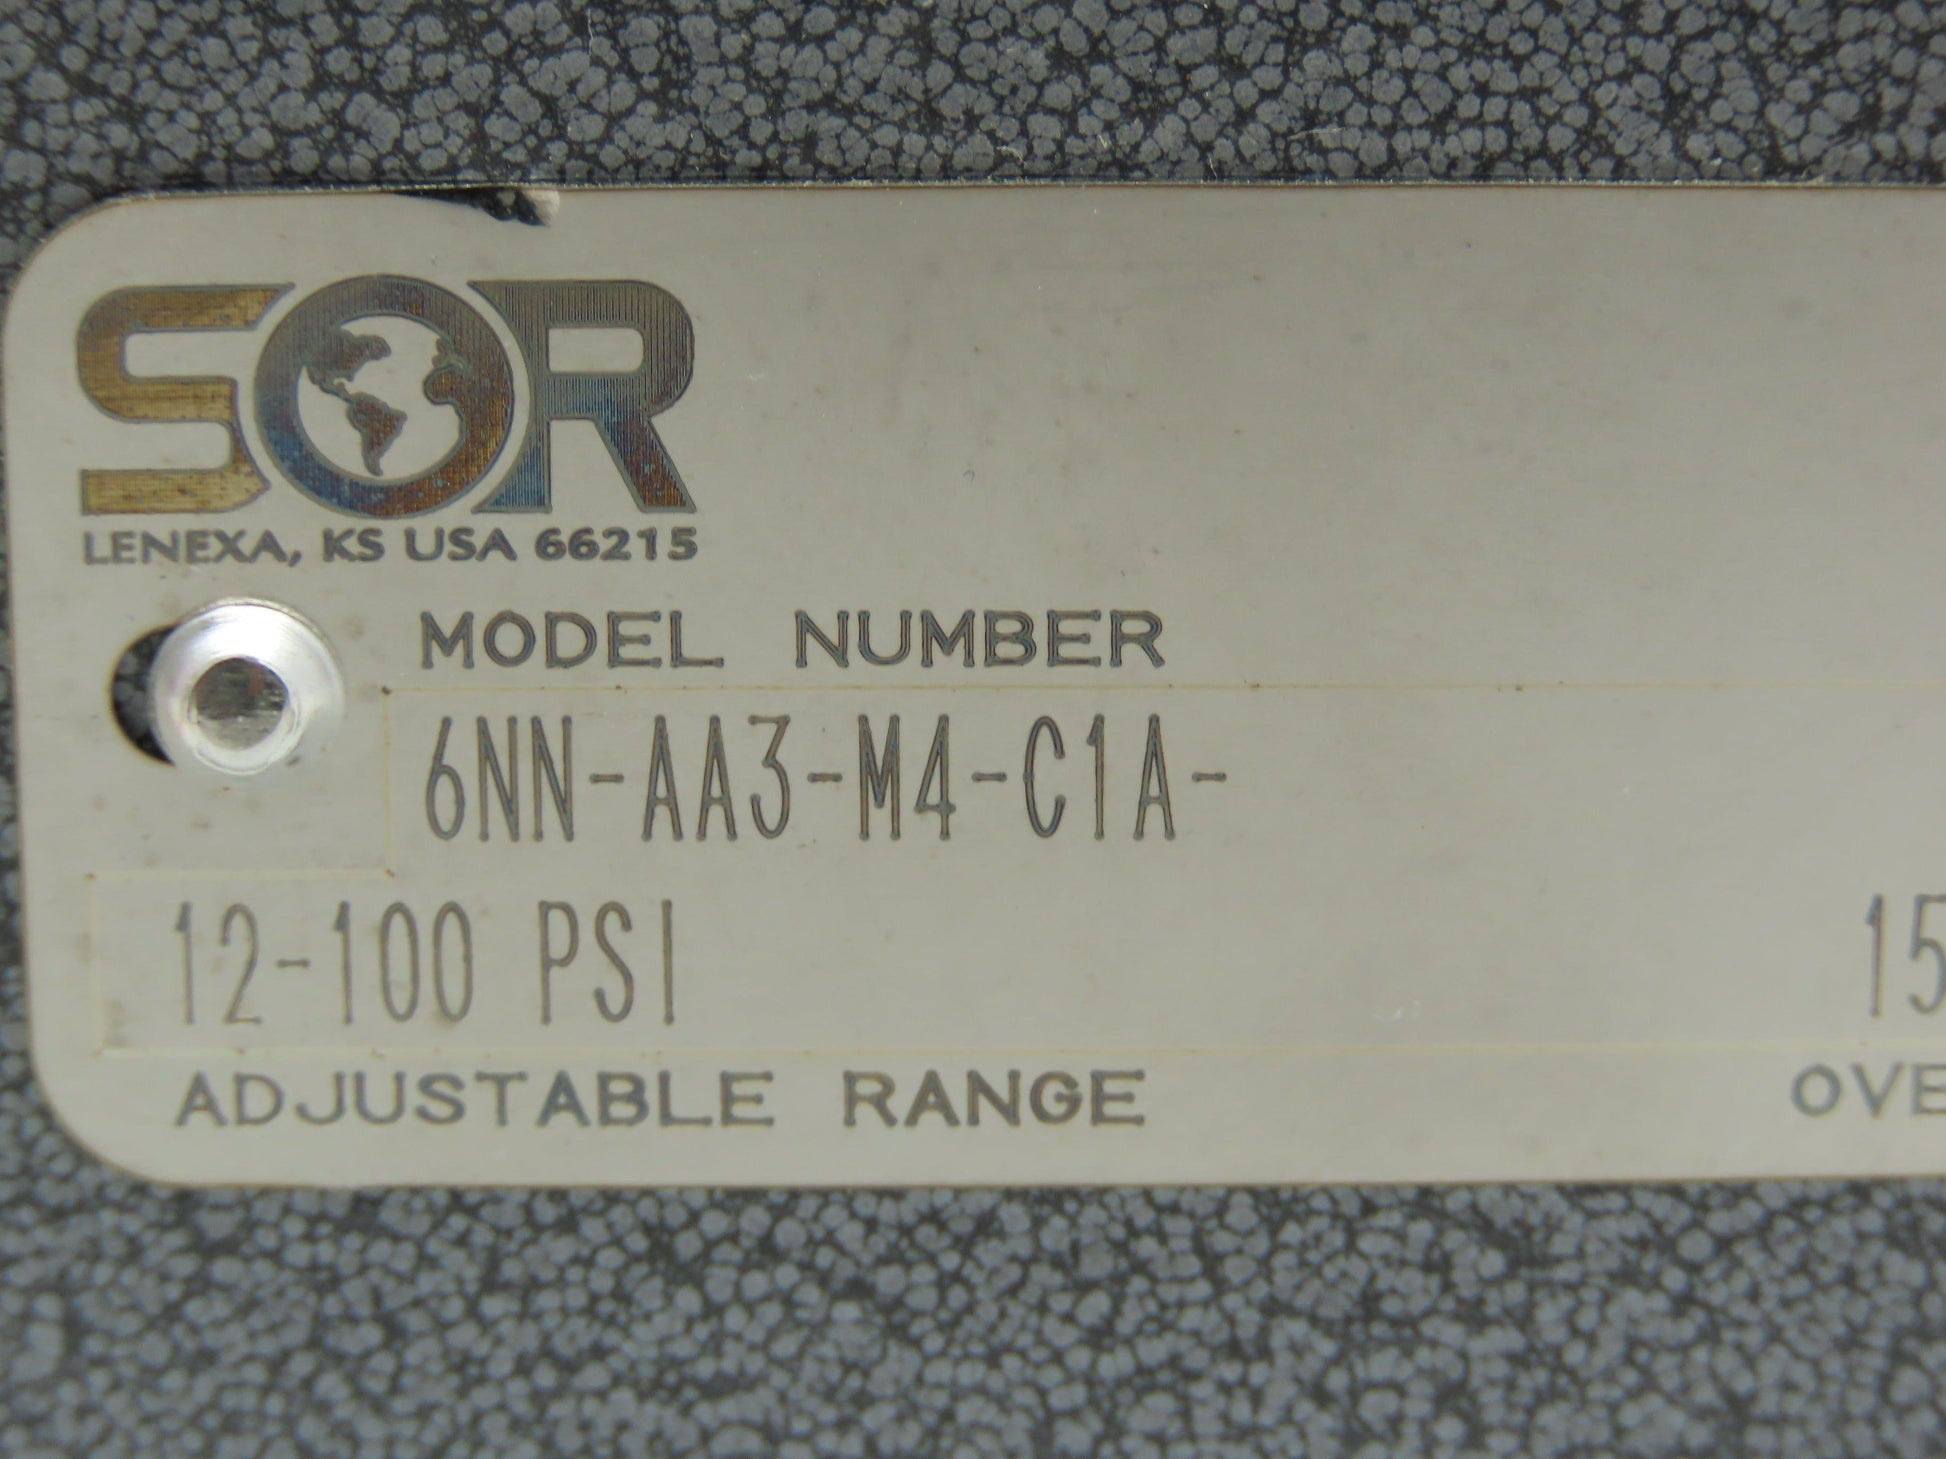 SOR
LENEXA, KS USA 66215
MODEL NUMBER
6NN-AA3-M4-C1A-
12-100 PSI
ADJUSTABLE RANGE